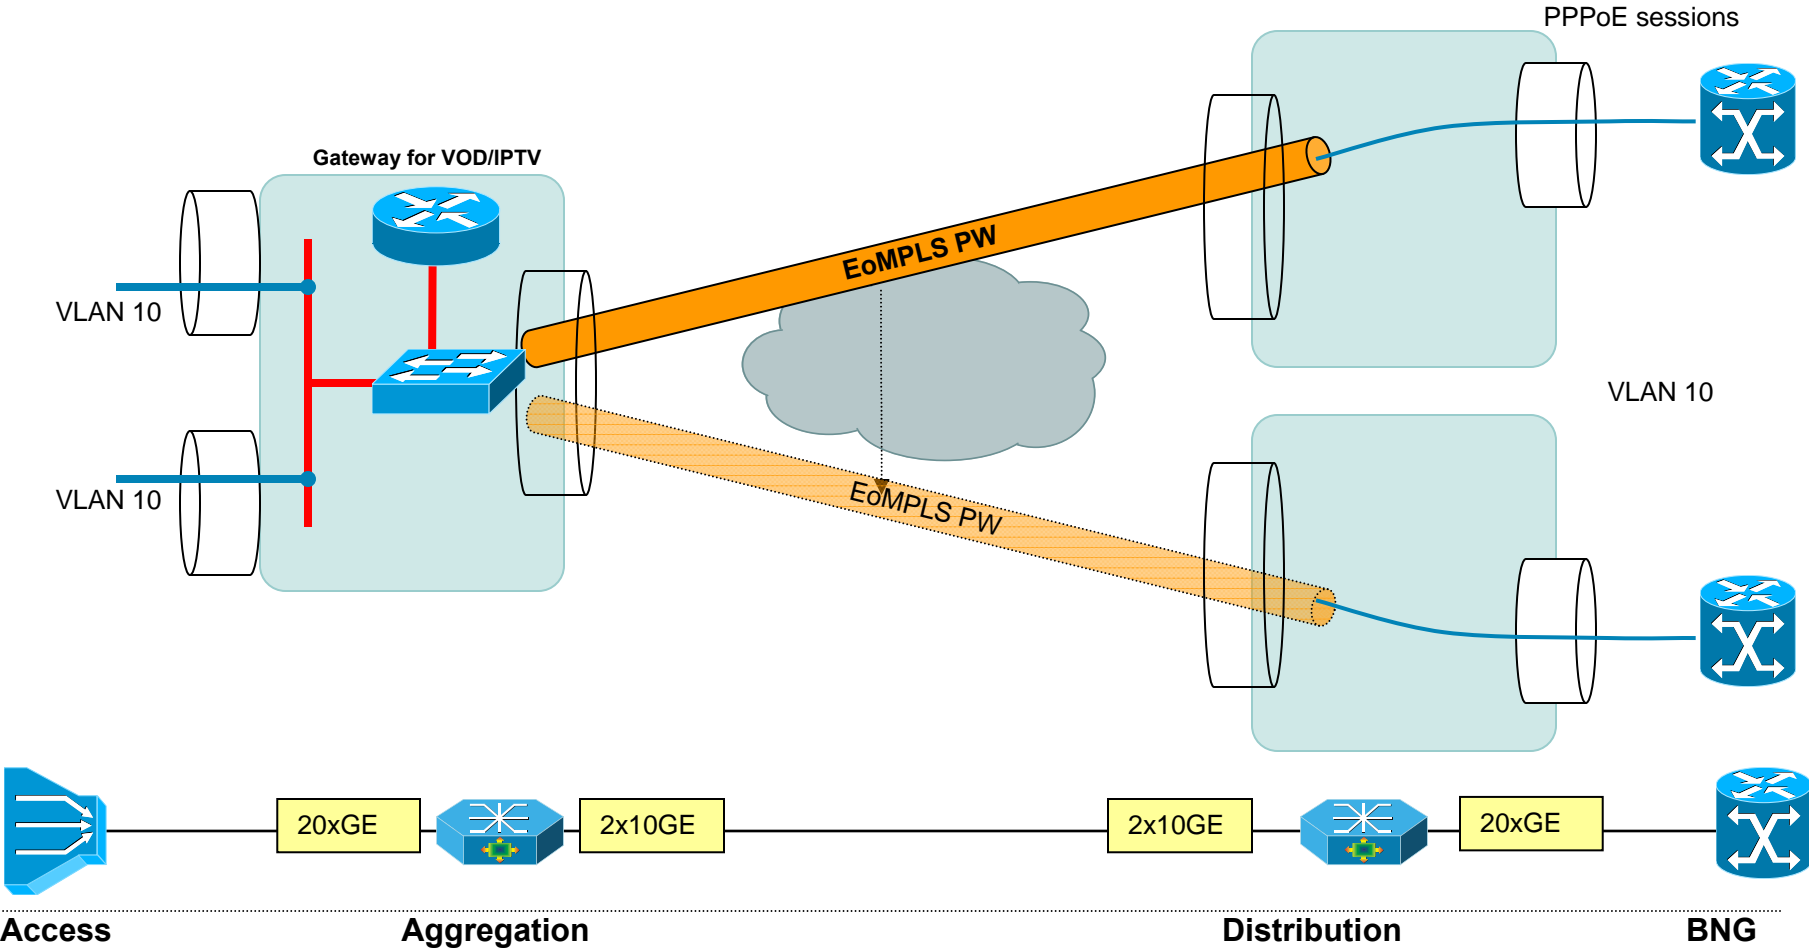 PPPoE sessions
Gateway for VOD/IPTV
EoMPLS PW
VLAN 10
VLAN 10
VLAN 10
EoMPLS PW
20xGE
2x10GE
2x10GE
20xGE
Access
Aggregation
Distribution
BNG